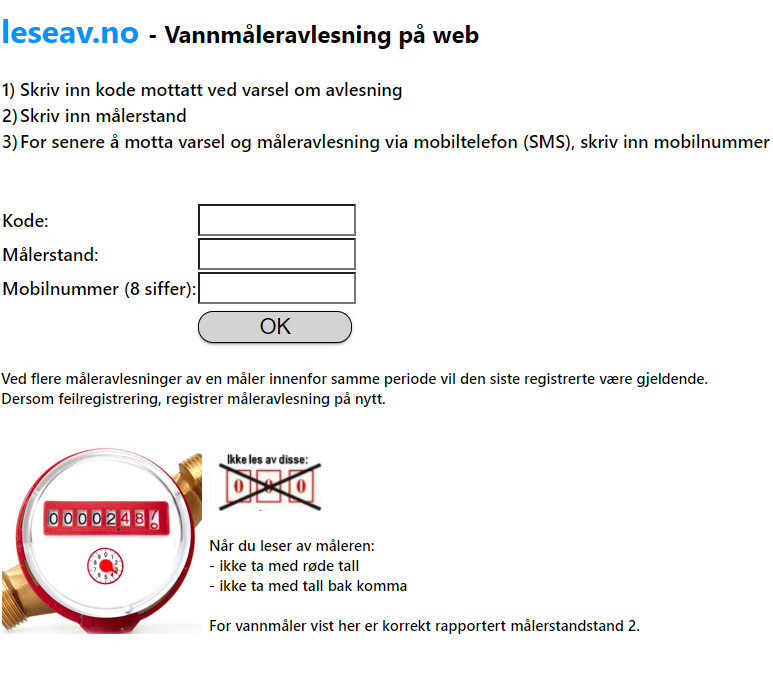 leseav.no - Vannmåleravlesning på web
1) Skriv inn kode mottatt ved varsel om avlesning
2) Skriv inn målerstand
3) For senere å motta varsel og måleravlesning via mobiltelefon (SMS), skriv inn mobilnummer
Kode:
Målerstand:
Mobilnummer (8 siffer):
OK
Ved flere måleravlesninger av en måler innenfor samme periode vil den siste registrerte være gjeldende.
Dersom feilregistrering, registrer måleravlesning på nytt.
Ikke les av disse:
0 0 0
0000248
Når du leser av måleren:
- ikke ta med røde tall
- ikke ta med tall bak komma
For vannmåler vist her er korrekt rapportert målerstandstand 2.